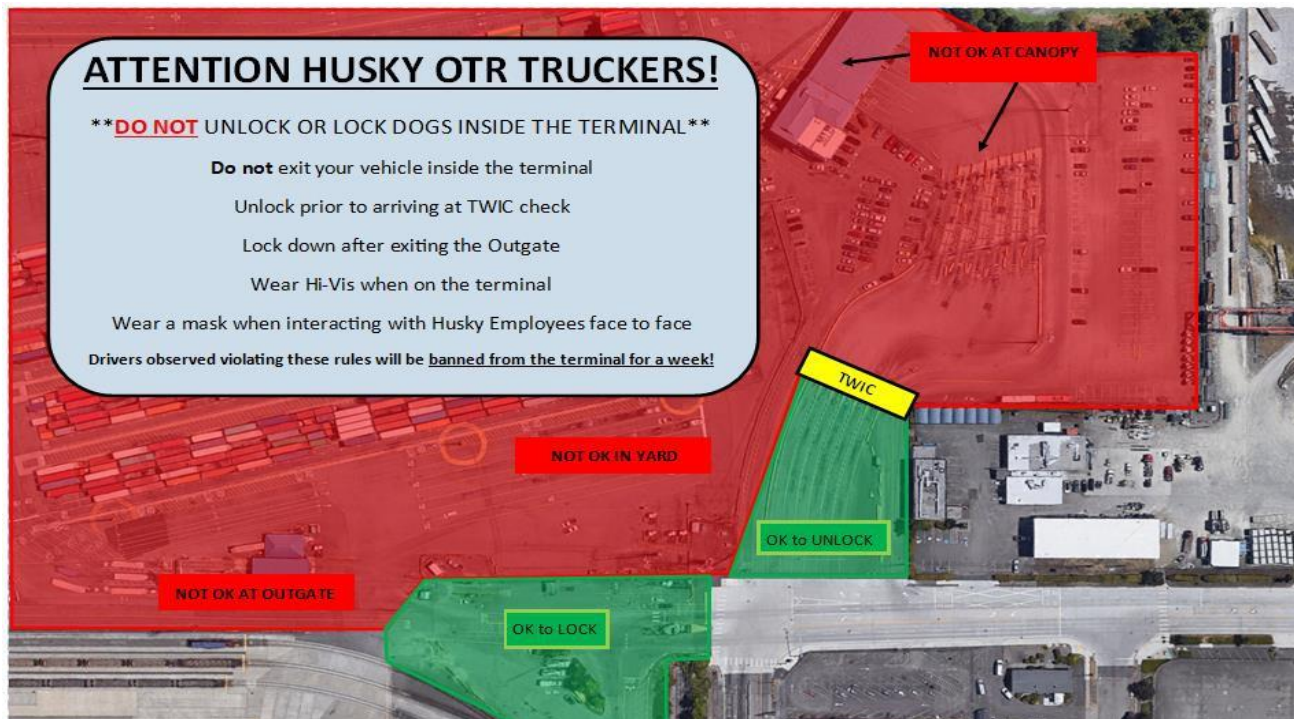 ATTENTION HUSKY OTR TRUCKERS!
**DO NOT UNLOCK OR LOCK DOGS INSIDE THE TERMINAL**
Do not exit your vehicle inside the terminal
Unlock prior to arriving at TWIC check
Lock down after exiting the Outgate
Wear Hi-Vis when on the terminal
Wear a mask when interacting with Husky Employees face to face
Drivers observed violating these rules will be banned from the terminal for a week!
NOT OK AT CANOPY
TWIC
NOT OK IN YARD
OK to UNLOCK
NOT OK AT OUTGATE
OK to LOCK